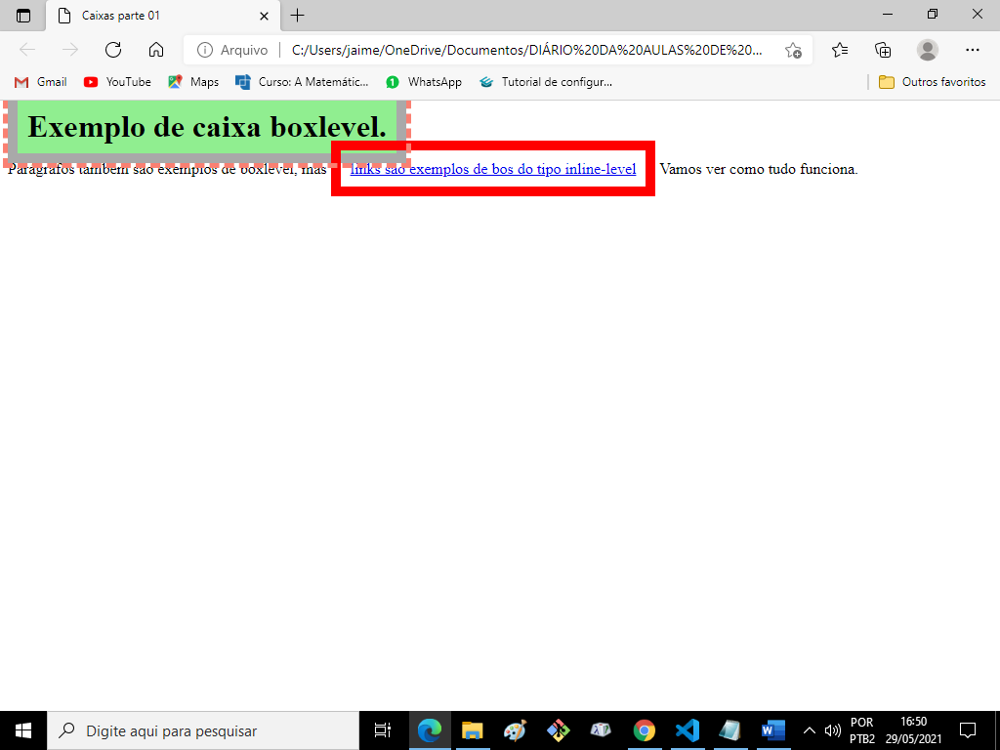 Caixas parte 01
Arquivo
C:/Users/jaime/OneDrive/Documentos/DIÁRIO%20DA%20AULAS%20DE%20...
Gmail
YouTube
Maps
Curso: A Matemátic...
1
WhatsApp
Tutorial de configur...
Outros favoritos
Exemplo de caixa boxlevel.
Parágrafos também são exemplos de boxlevel, mas links são exemplos de bos do tipo inline-level Vamos ver como tudo funciona.
Digite aqui para pesquisar
POR
PTB2
16:50
29/05/2021